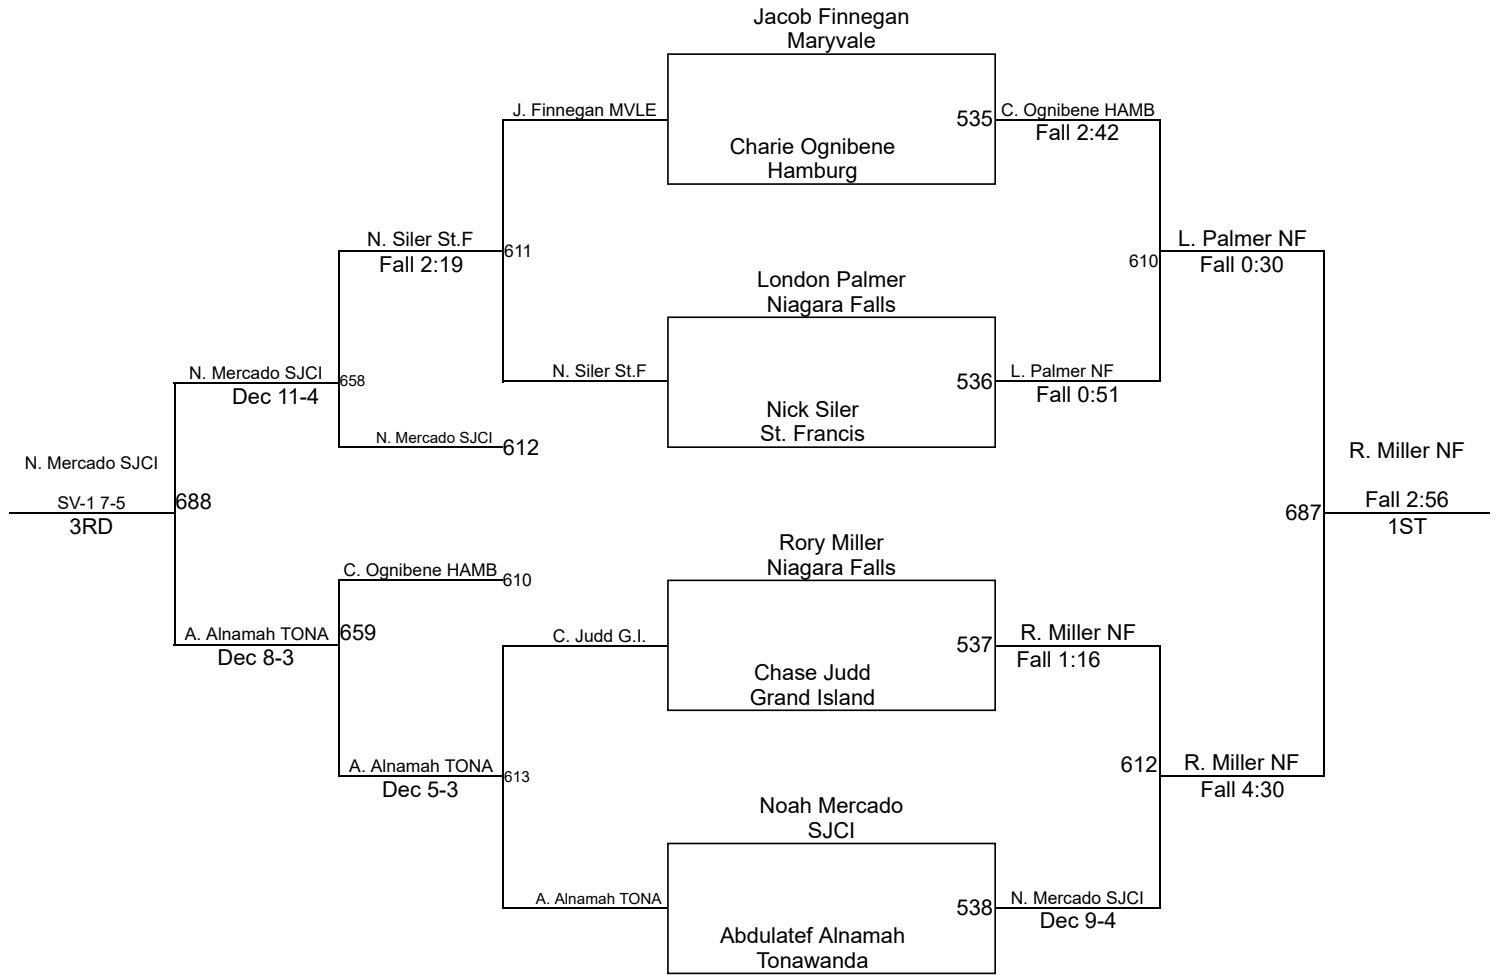 Jacob Finnegan
Maryvale
J. Finnegan MVLE
535
C. Ognibene HAMB
Fall 2:42
Charie Ognibene
Hamburg
N. Siler St.F
Fall 2:19
611
610
L. Palmer NF
Fall 0:30
London Palmer
Niagara Falls
N. Mercado SJCI
Dec 11-4
658
N. Siler St.F
536
L. Palmer NF
Fall 0:51
Nick Siler
St. Francis
N. Mercado SJCI
612
N. Mercado SJCI
SV-1 7-5
3RD
688
R. Miller NF
Fall 2:56
1ST
687
Rory Miller
Niagara Falls
C. Ognibene HAMB
610
A. Alnamah TONA
Dec 8-3
659
C. Judd G.I.
537
R. Miller NF
Fall 1:16
Chase Judd
Grand Island
A. Alnamah TONA
Dec 5-3
613
612
R. Miller NF
Fall 4:30
Noah Mercado
SJCI
A. Alnamah TONA
538
N. Mercado SJCI
Dec 9-4
Abdulatef Alnamah
Tonawanda